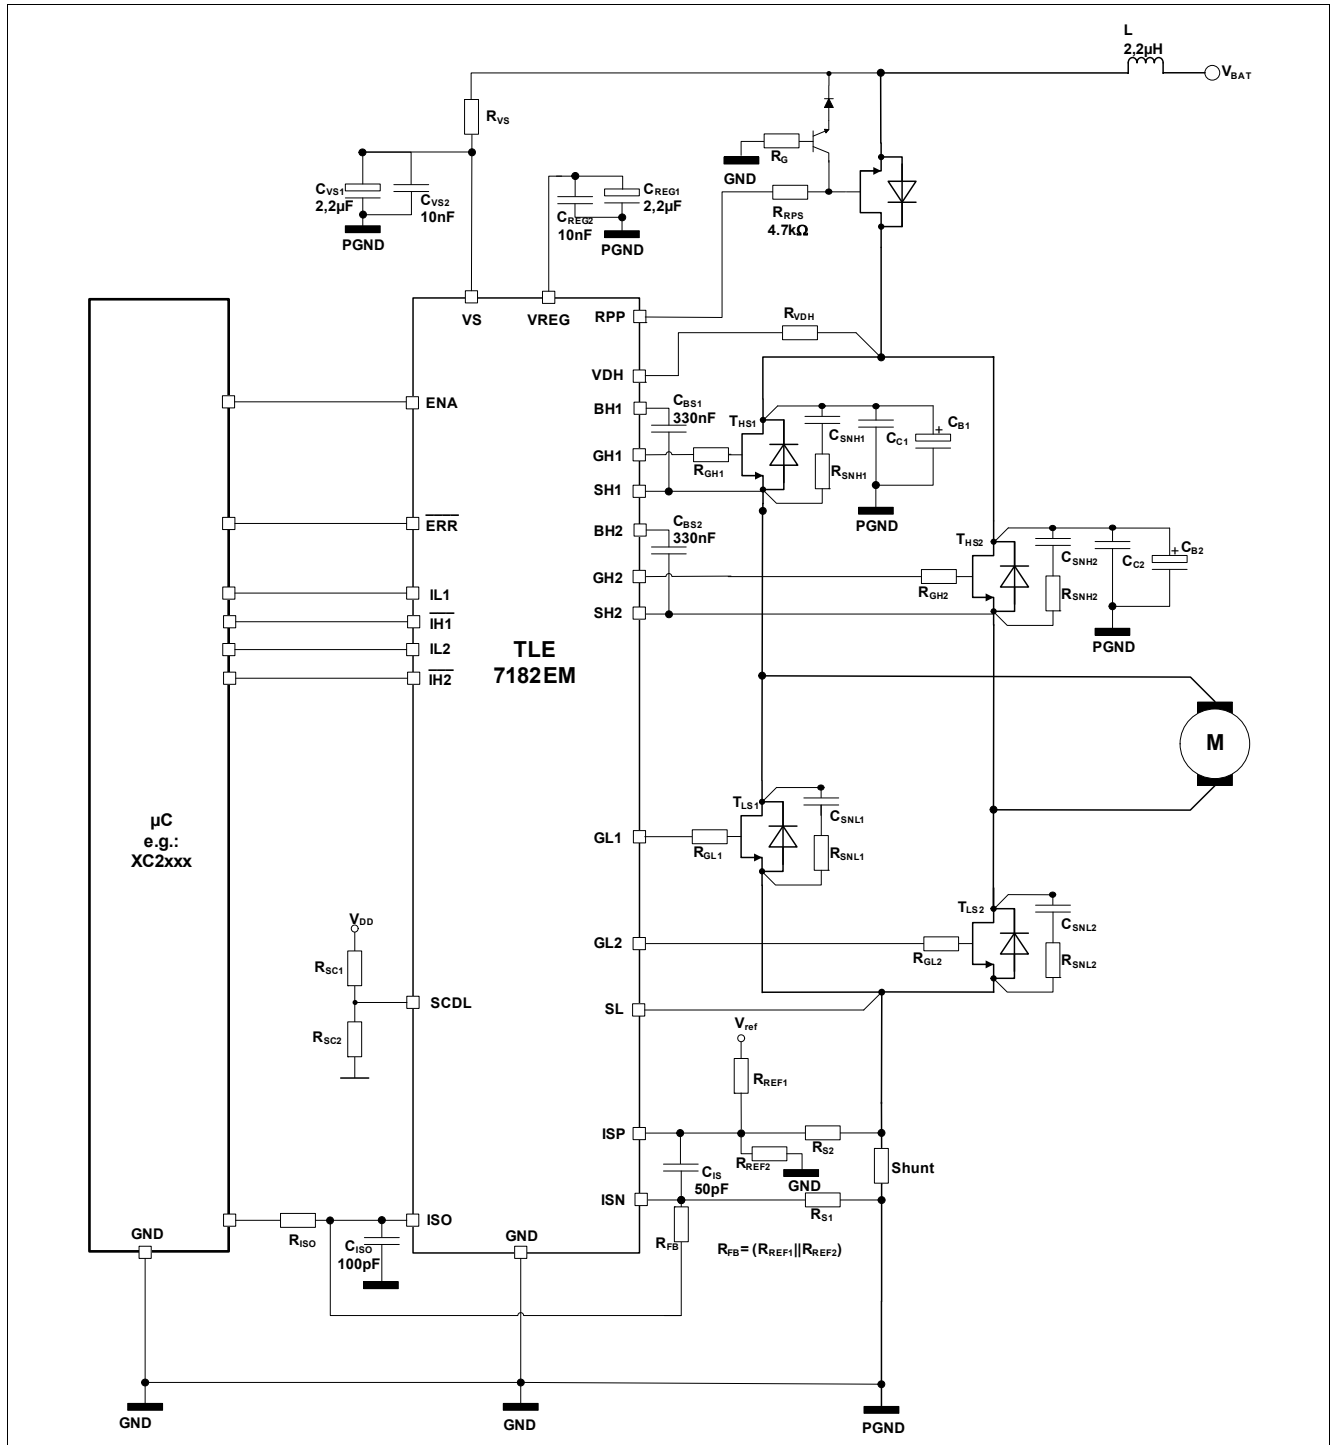 L
2,2µH
VBAT
RVS
RG
GND
CVS1
2,2µF
CVS2
10nF
PGND
CREG1
2,2µF
CREG2
10nF
PGND
RRPS
4.7kΩ
VS
VREG
RPP
RVDH
VDH
ENA
BH1
CBS1
330nF
THS1
CSNH1
CC1
CB1
GH1
RGH1
RSNH1
SH1
PGND
ERR
BH2
CBS2
330nF
THS2
CSNH2
CC2
CB2
GH2
RGH2
RSNH2
IL1
SH2
IH1
PGND
IL2
IH2
TLE
7182EM
M
µC
e.g.:
XC2xxx
TLS1
CSNL1
GL1
RGL1
RSNL1
TLS2
CSNL2
VDD
GL2
RGL2
RSNL2
RSC1
SCDL
SL
RSC2
Vref
RREF1
ISP
RS2
RREF2
GND
Shunt
CIS
50pF
ISN
RS1
GND
ISO
GND
RISO
CISO
100pF
RFB
RFB= (RREF1||RREF2)
GND
GND
PGND